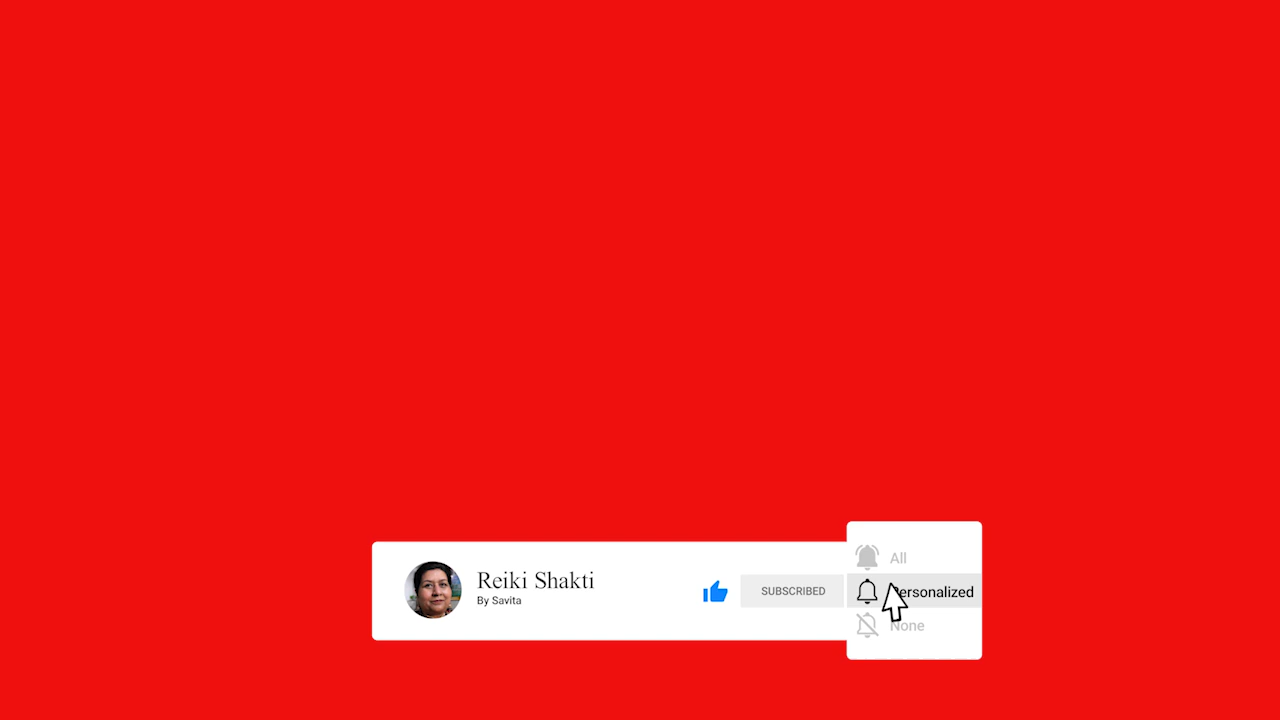 Reiki Shakti
By Savita
SUBSCRIBED
All
Personalized
None